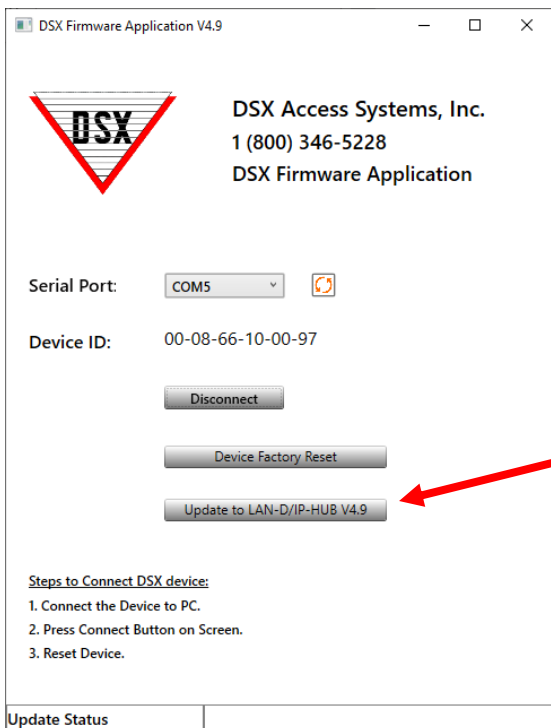 DSX Firmware Application V4.9
DSX
DSX Access Systems, Inc.
1 (800) 346-5228
DSX Firmware Application
Serial Port:
COM5
Device ID:
00-08-66-10-00-97
Disconnect
Device Factory Reset
Update to LAN-D/IP-HUB V4.9
Steps to Connect DSX device:
1. Connect the Device to PC.
2. Press Connect Button on Screen.
3. Reset Device.
Update Status